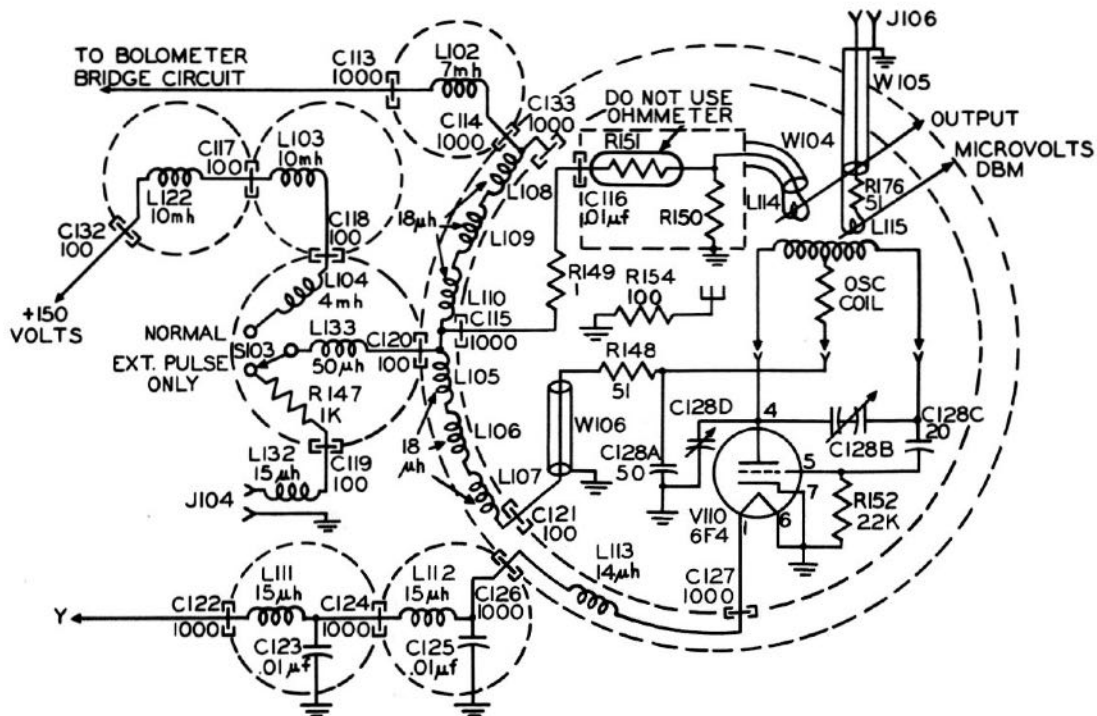 J106
TO BOLOMETER
BRIDGE CIRCUIT
C113
1000
L102
7mh
C114
1000
C133
1000
DO NOT USE
OHMMETER
R151
W104
W105
OUTPUT
MICROVOLTS
DBM
L103
10mh
C117
100
L122
10mh
C132
100
+150
VOLTS
C118
100
L104
4mh
L108
18µh
L109
L110
C115
1000
C116
.01µf
R150
R149
1
R154
100
L114
R176
51
L115
OSC
COIL
NORMAL
S103
EXT. PULSE
ONLY
L133
50µh
C120
100
R147
1K
L132
15µh
C119
100
J104
L105
L106
18
µh
L107
C121
100
W106
R148
51
C128A
50
C128D
4
C128B
C128C
20
5
7
6
1
V110
6F4
R152
22K
L113
14µh
C127
1000
Y
C122
1000
L111
15µh
C123
.01µf
C124
1000
L112
15µh
C126
1000
C125
.01µf